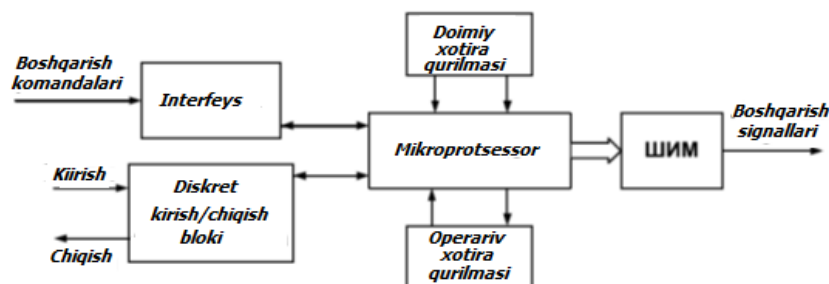 Boshqarish
komandalari
Interfeys
Kiirish
Diskret
kirish/chiqish
bloki
Chiqish
Doimiy
xotira
qurilmasi
Mikroprotsessor
Operariv
xotira
qurilmasi
ШИМ
Boshqarish
signallari